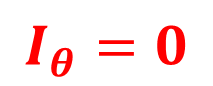 I_θ = 0